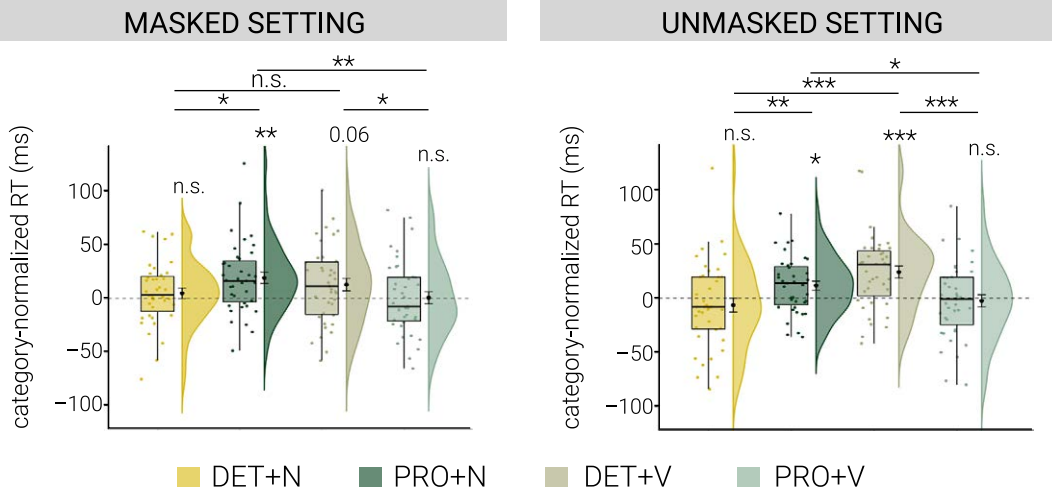 MASKED SETTING
UNMASKED SETTING
**
n.s.
*
*
**
0.06
n.s.
n.s.
category-normalized RT (ms)
100
50
0
−50
−100
*
***
**
***
n.s.
*
***
n.s.
category-normalized RT (ms)
100
50
0
−50
−100
DET+N
PRO+N
DET+V
PRO+V